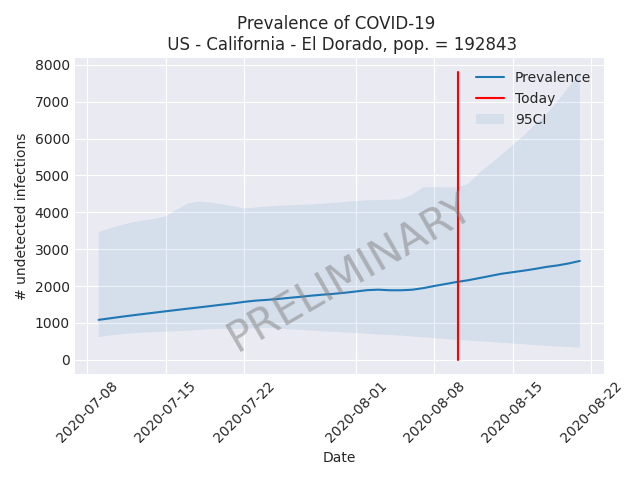 Prevalence of COVID-19
US - California - El Dorado, pop. = 192843
# undetected infections
8000
7000
6000
5000
4000
3000
2000
1000
0
Prevalence
Today
95CI
PRELIMINARY
2020-07-08
2020-07-15
2020-07-22
2020-08-01
2020-08-08
2020-08-15
2020-08-22
Date